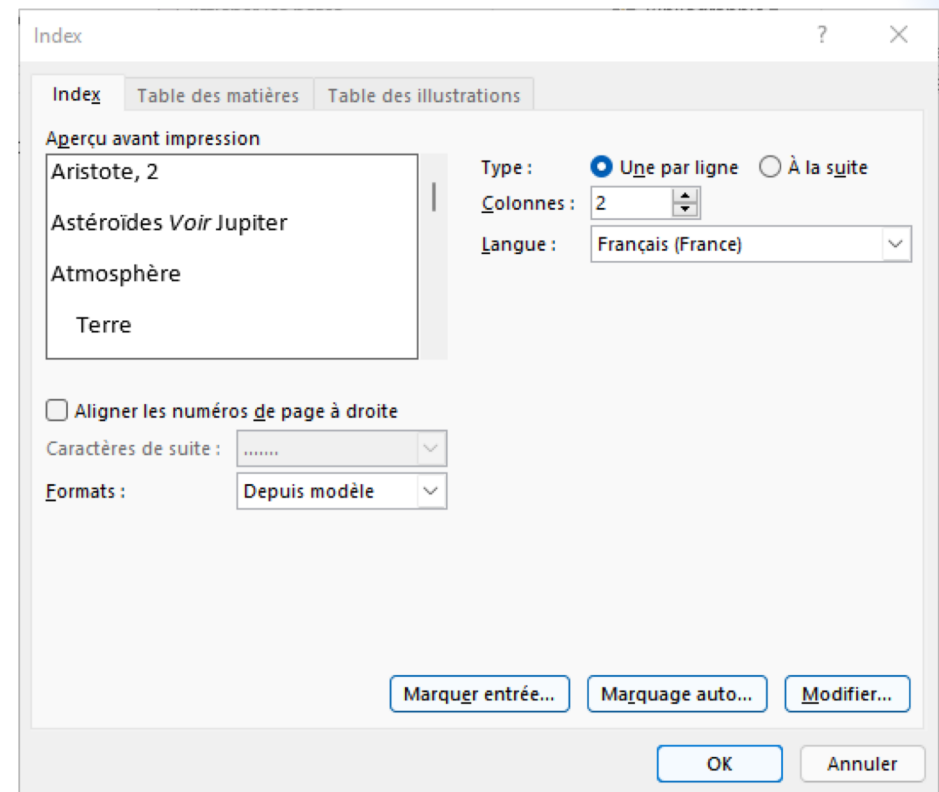 Index ?
Index Table des matières Table des illustrations
Aperçu avant impression
Aristote, 2
Astéroïdes Voir Jupiter
Atmosphère
Terre
Type : Une par ligne À la suite
Colonnes : 2
Langue : Français (France)
Aligner les numéros de page à droite
Caractères de suite : .......
Formats : Depuis modèle
Marquer entrée... Marquage auto... Modifier...
OK Annuler